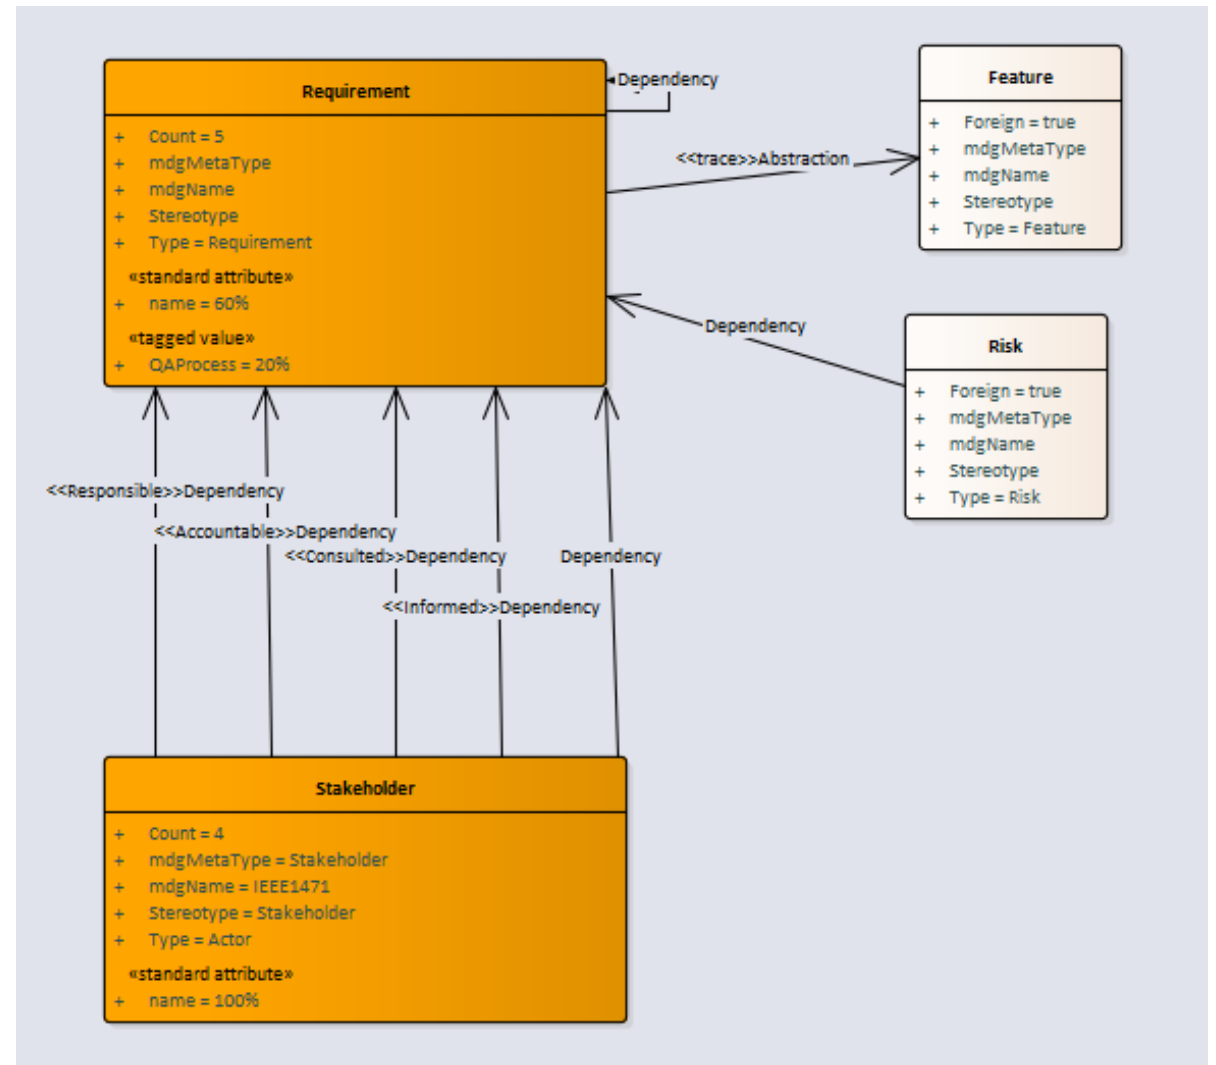 Requirement
+ Count = 5
+ mdgMetaType
+ mdgName
+ Stereotype
+ Type = Requirement
«standard attribute»
+ name = 60%
«tagged value»
+ QAProcess = 20%
Dependency
<<trace>>Abstraction
Feature
+ Foreign = true
+ mdgMetaType
+ mdgName
+ Stereotype
+ Type = Feature
Dependency
Risk
+ Foreign = true
+ mdgMetaType
+ mdgName
+ Stereotype
+ Type = Risk
<<Responsible>>Dependency
<<Accountable>>Dependency
<<Consulted>>Dependency
Dependency
<<Informed>>Dependency
Stakeholder
+ Count = 4
+ mdgMetaType = Stakeholder
+ mdgName = IEEE1471
+ Stereotype = Stakeholder
+ Type = Actor
«standard attribute»
+ name = 100%